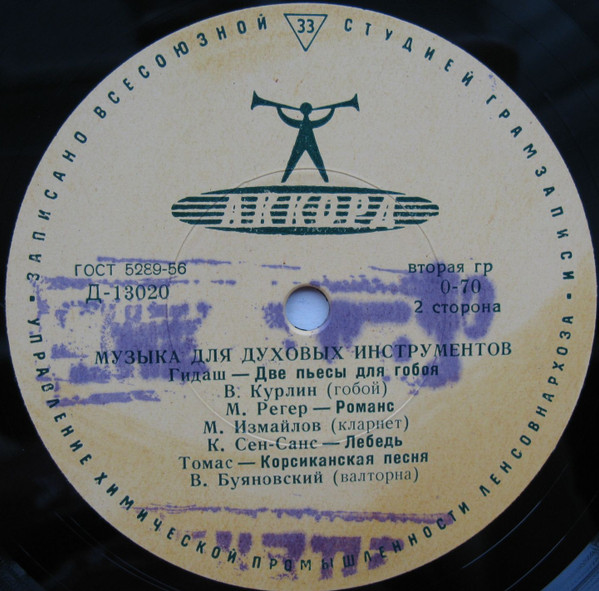 ЗАПИСАНО ВСЕСОЮЗНОЙ СТУДИЕЙ ГРАМЗАПИСИ
33
АККОРД
ГОСТ 5289-56
Д-13020
вторая гр
0-70
2 сторона
МУЗЫКА ДЛЯ ДУХОВЫХ ИНСТРУМЕНТОВ
Гидаш — Две пьесы для гобоя
В. Курлин (гобой)
М. Регер — Романс
М. Измайлов (кларнет)
К. Сен-Санс — Лебедь
Томас — Корсиканская песня
В. Буяновский (валторна)
УПРАВЛЕНИЕ ХИМИЧЕСКОЙ ПРОМЫШЛЕННОСТИ ЛЕНСОВНАРХОЗА